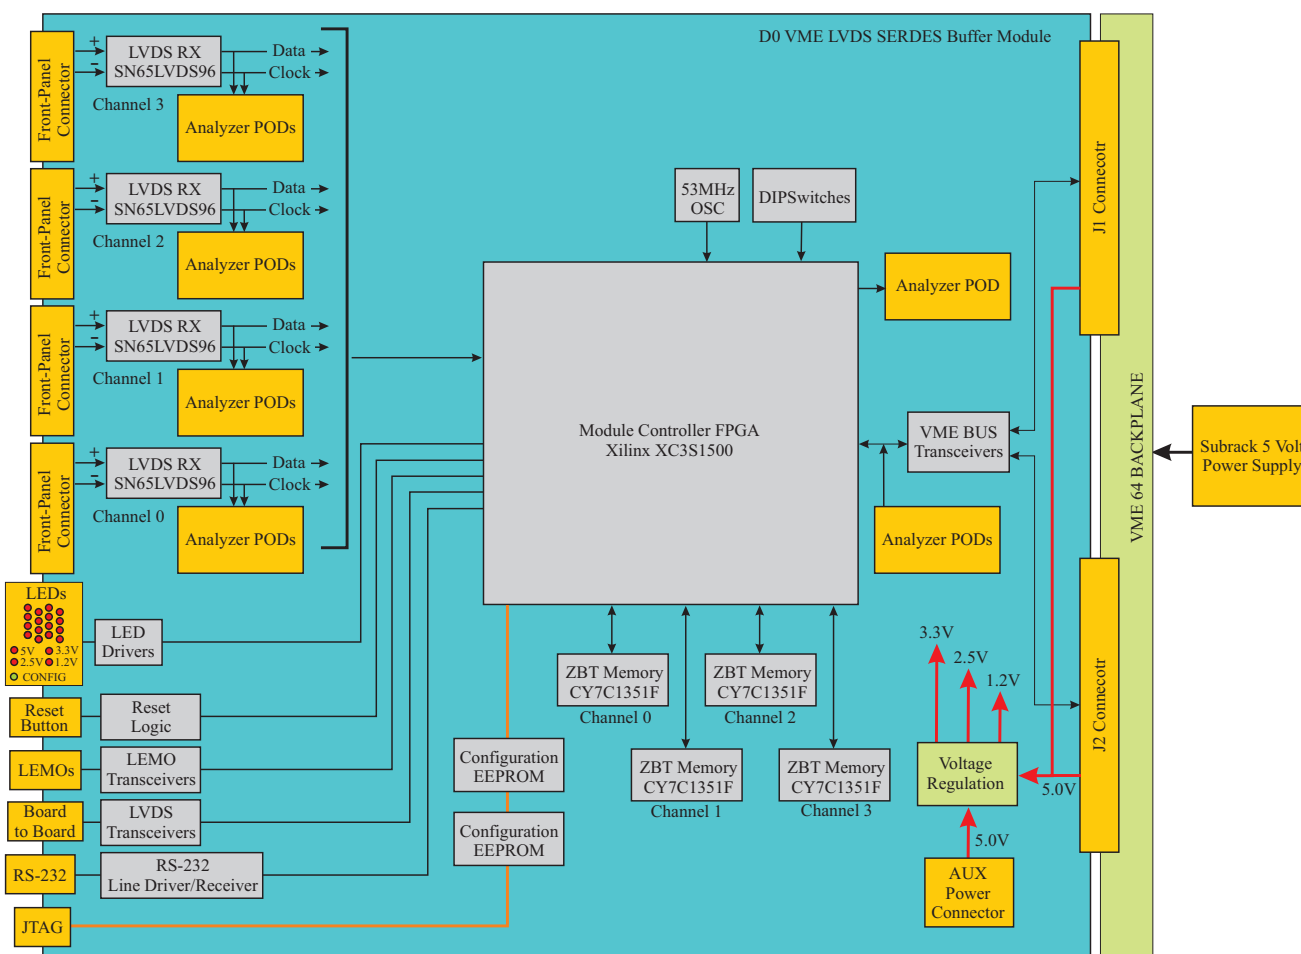 D0 VME LVDS SERDES Buffer Module
Front-Panel
Connector
+
-
LVDS RX
SN65LVDS96
Data
Clock
Channel 3
Analyzer PODs
Front-Panel
Connector
+
-
LVDS RX
SN65LVDS96
Data
Clock
Channel 2
Analyzer PODs
Front-Panel
Connector
+
-
LVDS RX
SN65LVDS96
Data
Clock
Channel 1
Analyzer PODs
Front-Panel
Connector
+
-
LVDS RX
SN65LVDS96
Data
Clock
Channel 0
Analyzer PODs
53MHz
OSC
DIPSwitches
Analyzer POD
Module Controller FPGA
Xilinx XC3S1500
VME BUS
Transceivers
Analyzer PODs
J1 Connecotr
VME 64 BACKPLANE
Subrack 5 Volt
Power Supply
J2 Connecotr
LEDs
5V
3.3V
2.5V
1.2V
CONFIG
LED
Drivers
Reset
Button
Reset
Logic
LEMOs
LEMO
Transceivers
Board
to Board
LVDS
Transceivers
RS-232
RS-232
Line Driver/Receiver
JTAG
Configuration
EEPROM
Configuration
EEPROM
ZBT Memory
CY7C1351F
Channel 0
ZBT Memory
CY7C1351F
Channel 2
ZBT Memory
CY7C1351F
Channel 1
ZBT Memory
CY7C1351F
Channel 3
3.3V
2.5V
1.2V
Voltage
Regulation
5.0V
5.0V
AUX
Power
Connector